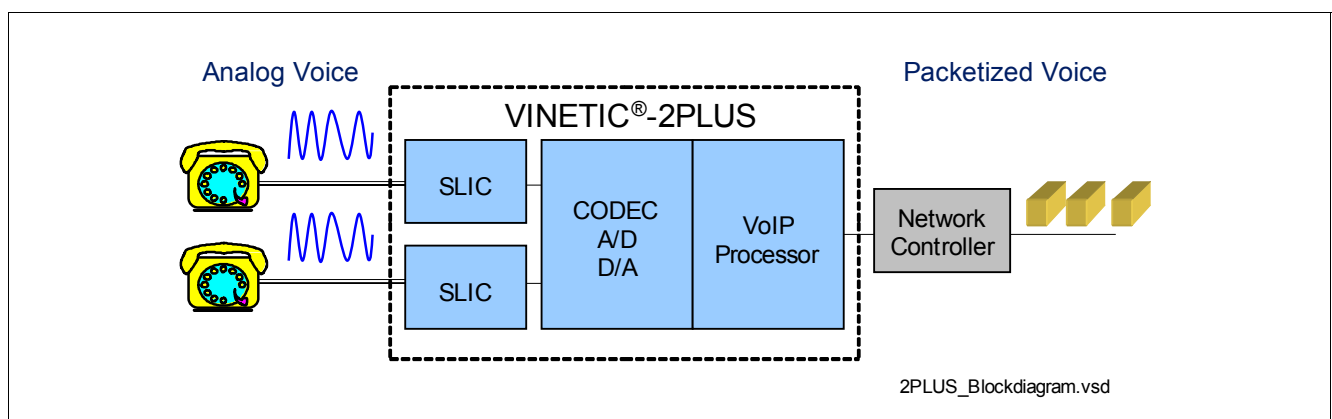 Analog Voice
Packetized Voice
VINETIC®-2PLUS
SLIC
SLIC
CODEC
A/D
D/A
VoIP
Processor
Network
Controller
2PLUS_Blockdiagram.vsd